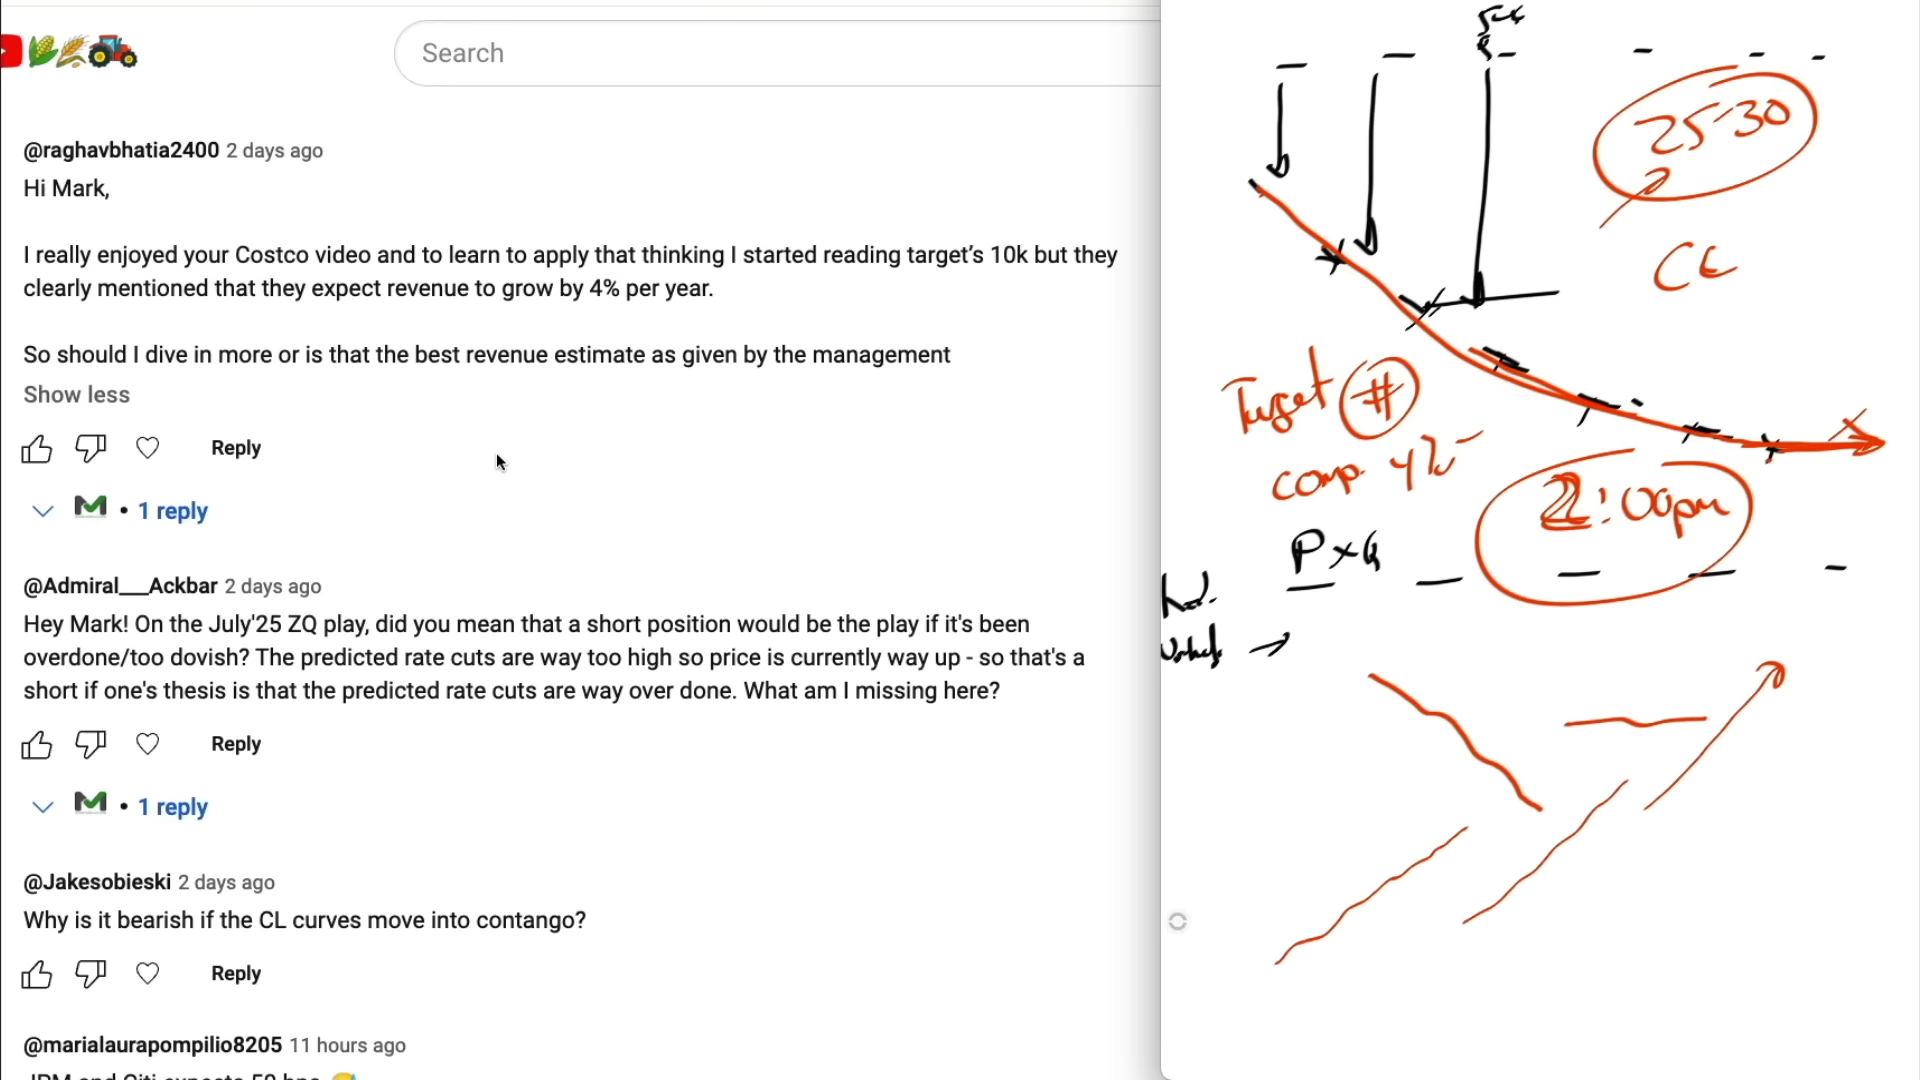 Search
@raghavbhatia2400 2 days ago
Hi Mark,
I really enjoyed your Costco video and to learn to apply that thinking I started reading target’s 10k but they
clearly mentioned that they expect revenue to grow by 4% per year.
So should I dive in more or is that the best revenue estimate as given by the management
Show less
Reply
• 1 reply
@Admiral__Ackbar 2 days ago
Hey Mark! On the July'25 ZQ play, did you mean that a short position would be the play if it's been
overdone/too dovish? The predicted rate cuts are way too high so price is currently way up - so that's a
short if one's thesis is that the predicted rate cuts are way over done. What am I missing here?
Reply
• 1 reply
@Jakesobieski 2 days ago
Why is it bearish if the CL curves move into contango?
Reply
@marialaurapompilio8205 11 hours ago
25-30
Target #
comp. 4%
2:00pm
P x Q